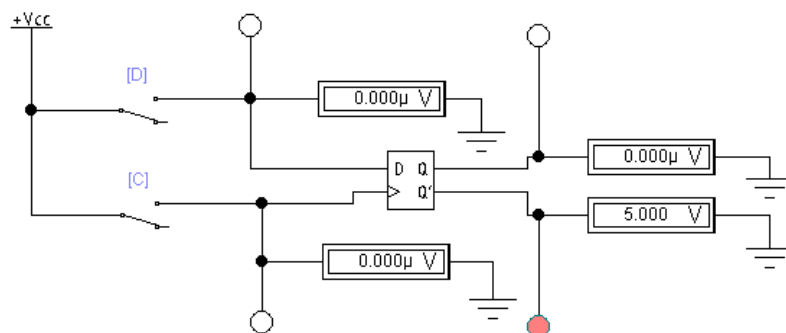 +Vcc
[D]
0.000µ V
D Q
Q'
0.000µ V
[C]
5.000 V
0.000µ V